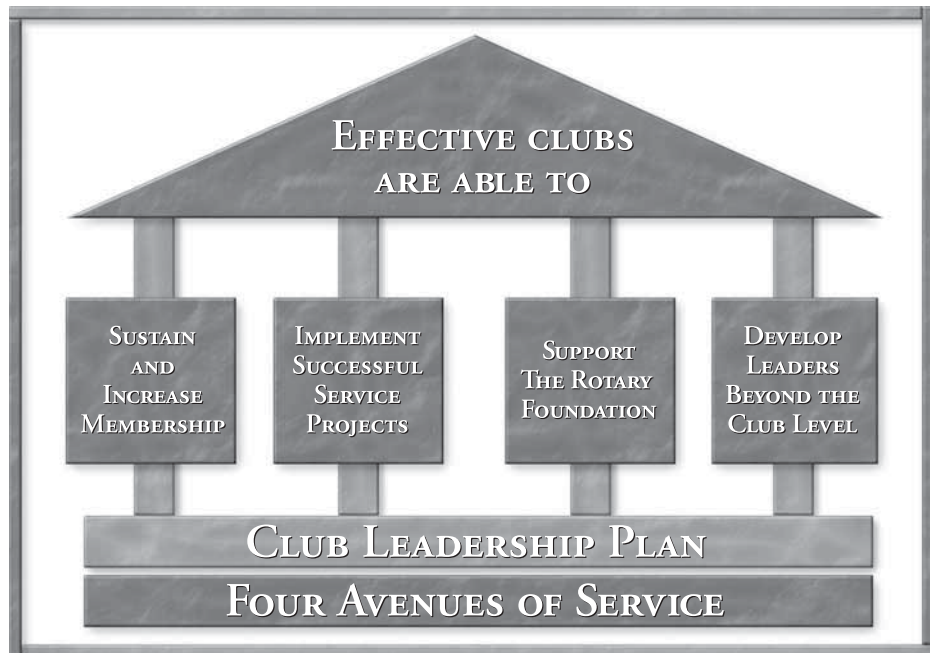 Effective clubs
are able to
Sustain
and
Increase
Membership
Implement
Successful
Service
Projects
Support
The Rotary
Foundation
Develop
Leaders
Beyond the
Club Level
Club Leadership Plan
Four Avenues of Service